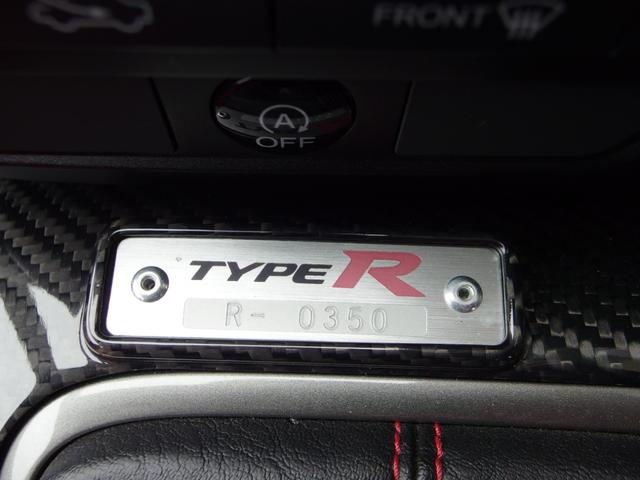 FRONT
A
OFF
TYPE R
R- 0350